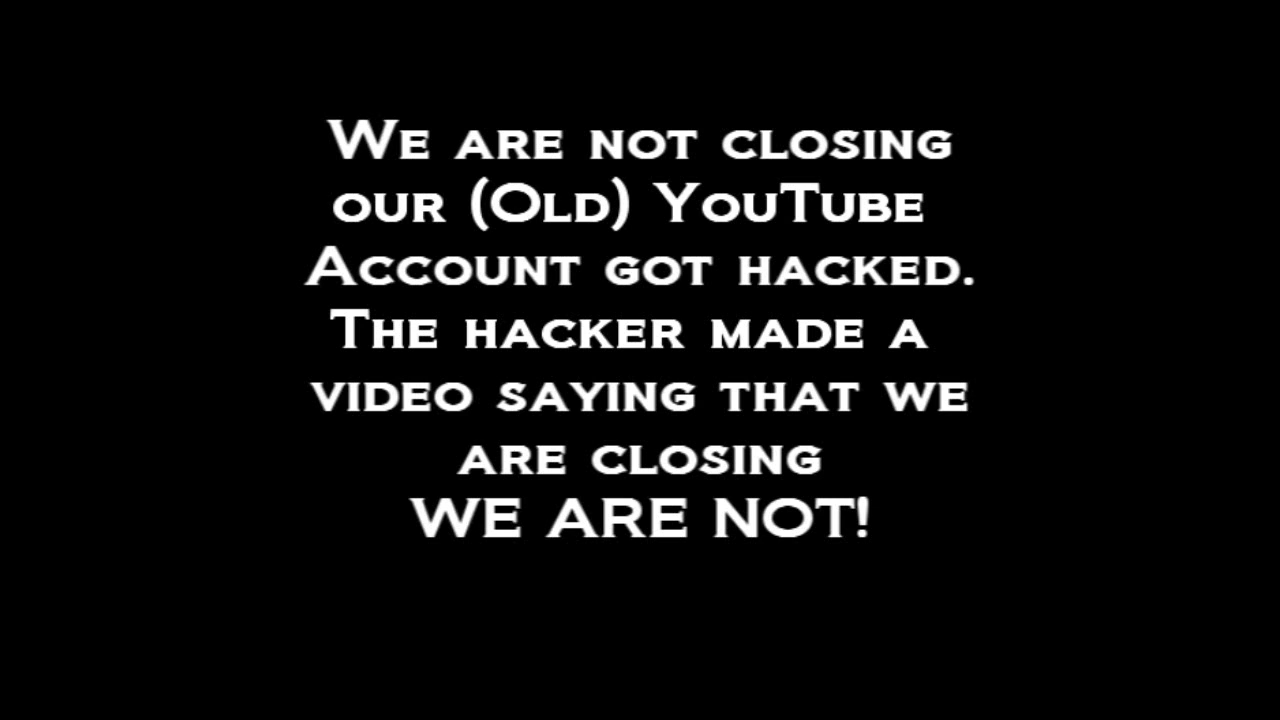 We are not closing
our (Old) YouTube
Account got hacked.
The hacker made a
video saying that we
are closing
WE ARE NOT!